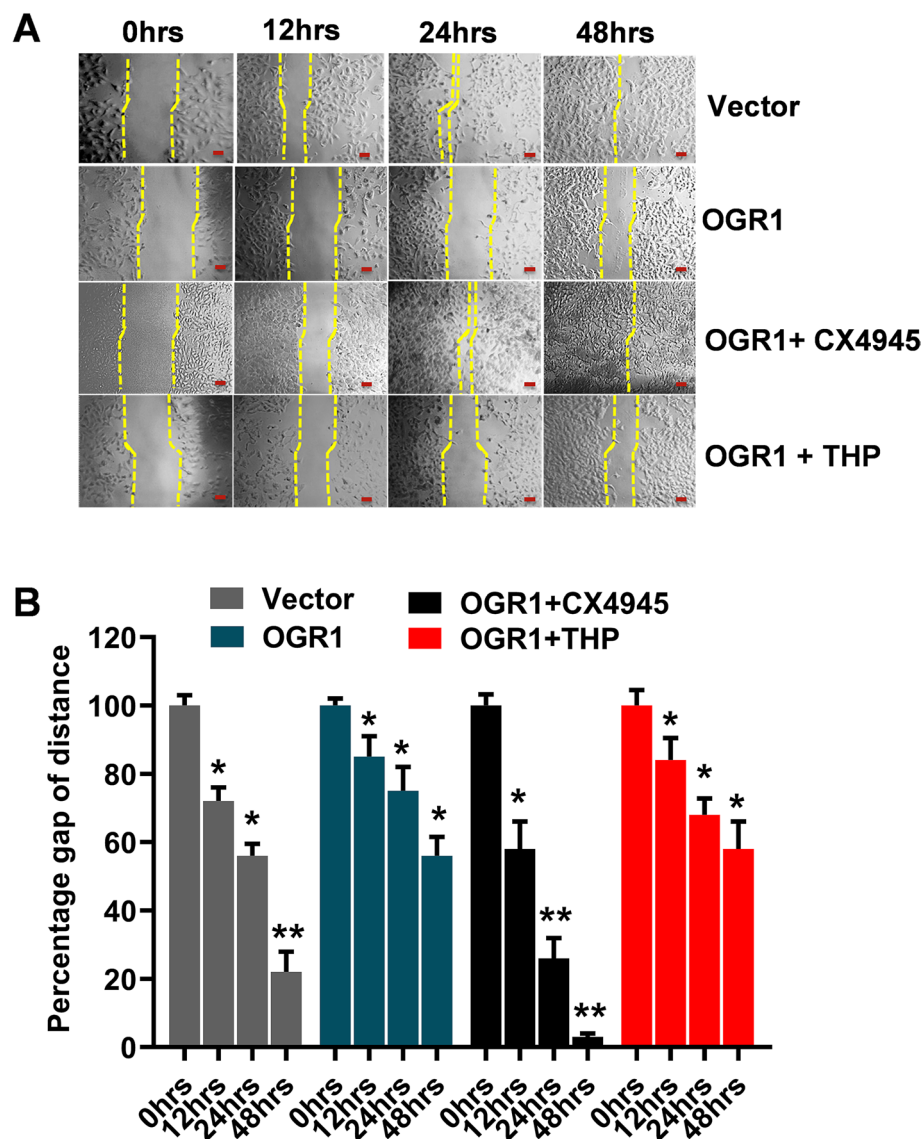 A
0hrs 12hrs 24hrs 48hrs
Vector
OGR1
OGR1+ CX4945
OGR1 + THP
B
Vector OGR1+CX4945
OGR1 OGR1+THP
Percentage gap of distance
120
100
80
60
40
20
0
* * ** * * * * ** ** * * *
0hrs 12hrs 24hrs 48hrs 0hrs 12hrs 24hrs 48hrs 0hrs 12hrs 24hrs 48hrs 0hrs 12hrs 24hrs 48hrs